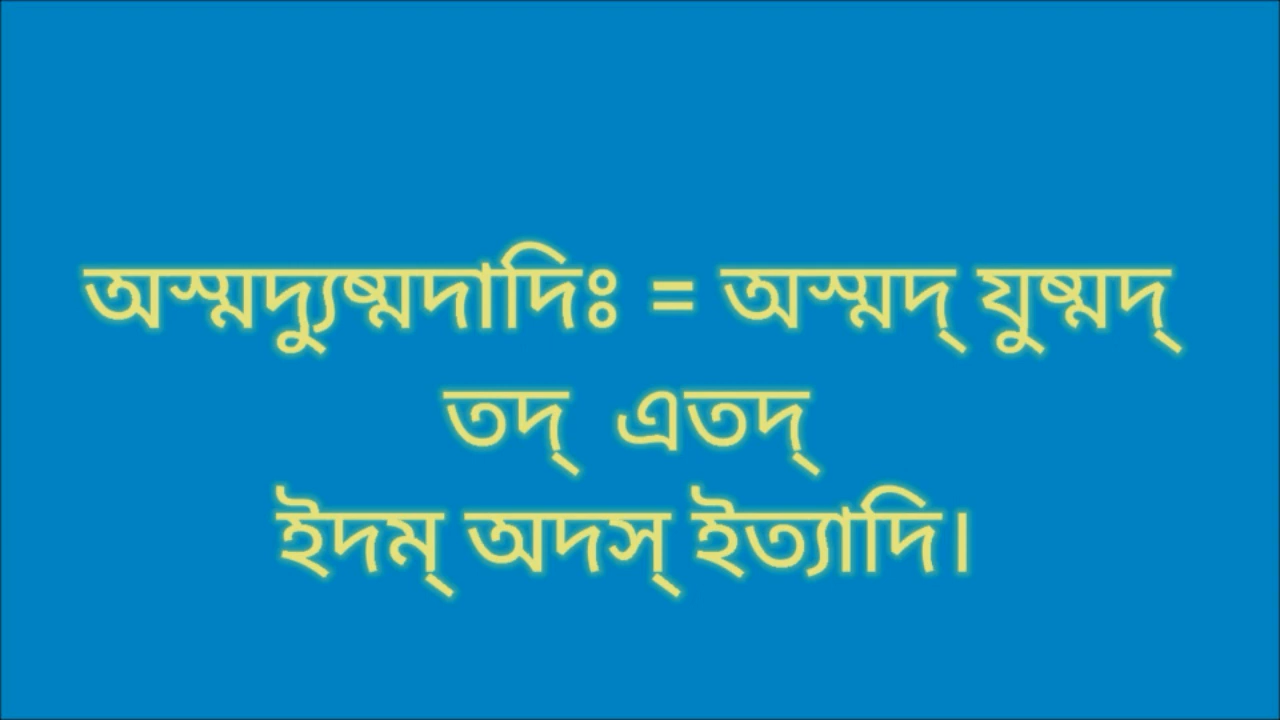 অস্মদ্যুষ্মদাদিঃ = অস্মদ্ যুষ্মদ্
তদ্ এতদ্
ইদম্ অদস্ ইত্যাদি।